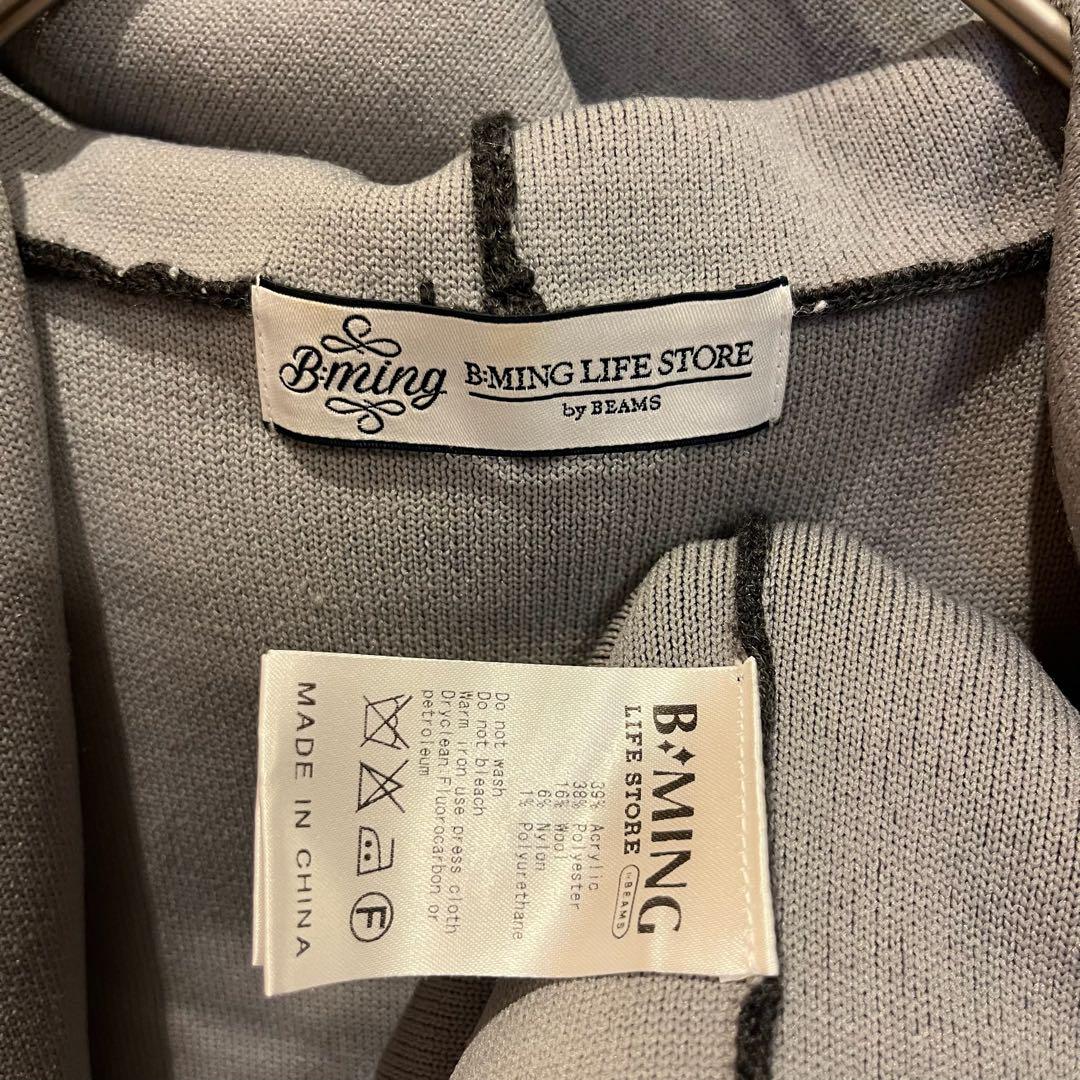 B:ming
B:MING LIFE STORE
by BEAMS
B MING
LIFE STORE
by BEAMS
39% Acrylic
38% Polyester
16% Wool
6% Nylon
1% Polyurethane
Do not wash
Do not bleach
Warm iron Use press cloth
Dryclean Fluorocarbon or
petroleum
F
MADE IN CHINA